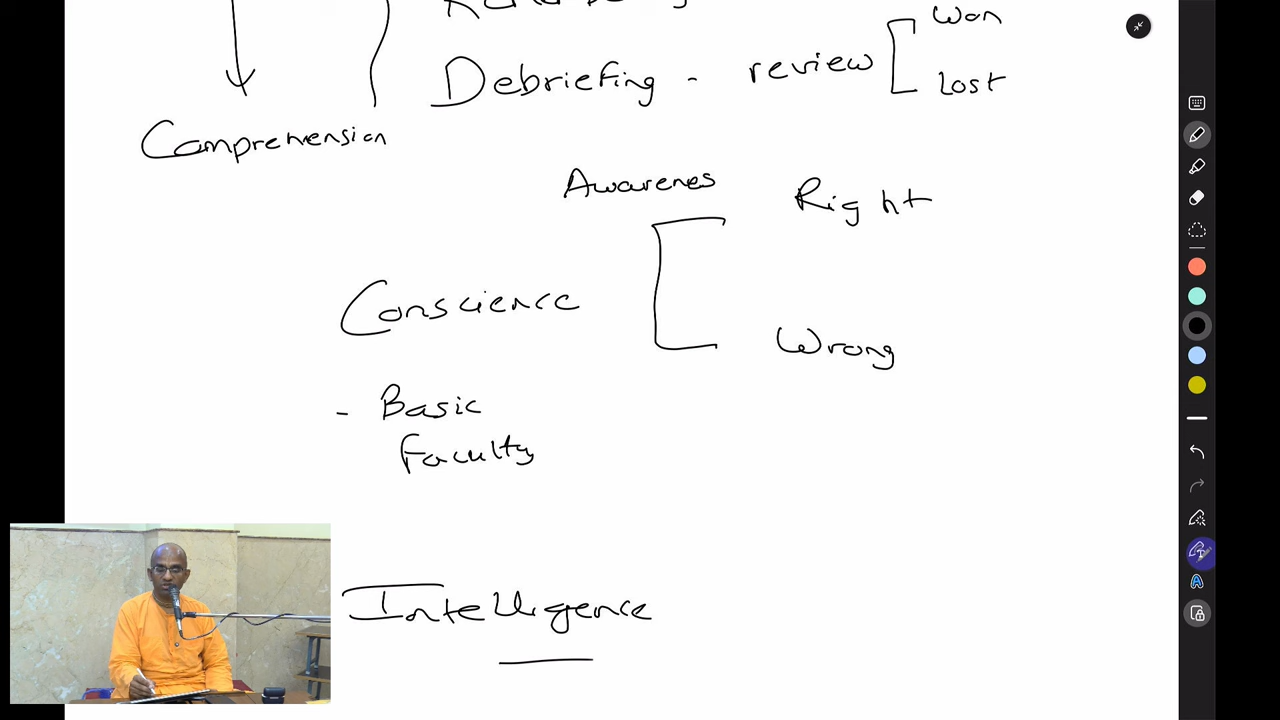 Won
Debriefing - review
Lost
Comprehension
Awarenes
Right
Conscience
Wrong
- Basic
Faculty
Intelligence